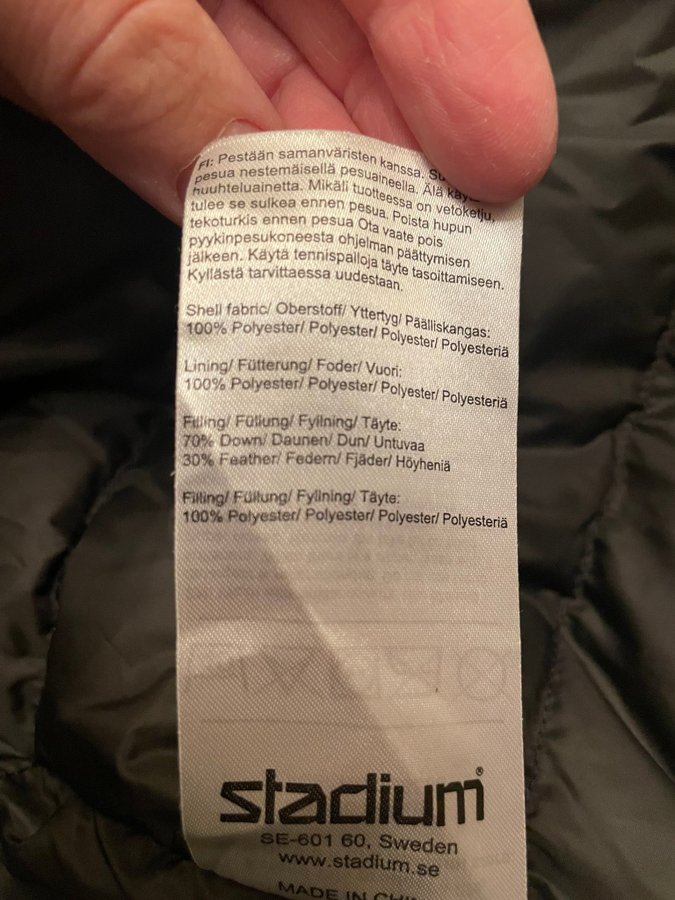 FI: Pestään samanväristen kanssa.
pesua nestemäisellä pesuaineella. Älä
huuhteluainetta. Mikäli tuotteessa on vetoketju,
tulee se sulkea ennen pesua. Poista hupun
tekoturkis ennen pesua Ota vaate pois
pyykinpesukoneesta ohjelman päättymisen
jälkeen. Käytä tennispalloja täyte tasoittamiseen.
Kyllästä tarvittaessa uudestaan.
Shell fabric/ Oberstoff/ Yttertyg/ Päälliskangas:
100% Polyester/ Polyester/ Polyester/ Polyesteriä
Lining/ Fütterung/ Foder/ Vuori:
100% Polyester/ Polyester/ Polyester/ Polyesteriä
Filling/ Füllung/ Fyllning/ Täyte:
70% Down/ Daunen/ Dun/ Untuvaa
30% Feather/ Federn/ Fjäder/ Höyheniä
Filling/ Füllung/ Fyllning/ Täyte:
100% Polyester/ Polyester/ Polyester/ Polyesteriä
stadium®
SE-601 60, Sweden
www.stadium.se
MADE IN